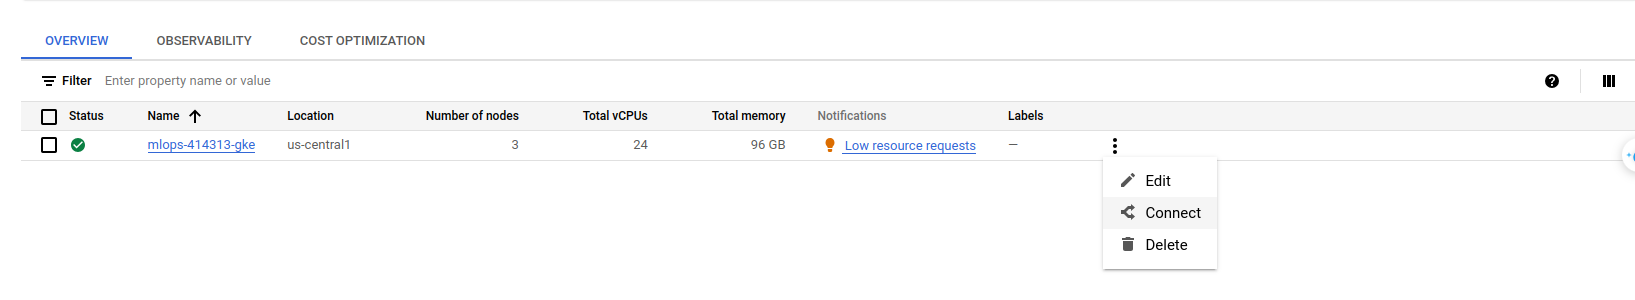 OVERVIEW OBSERVABILITY COST OPTIMIZATION
Filter Enter property name or value
Status Name Location Number of nodes Total vCPUs Total memory Notifications Labels
mlops-414313-gke us-central1 3 24 96 GB Low resource requests —
Edit
Connect
Delete